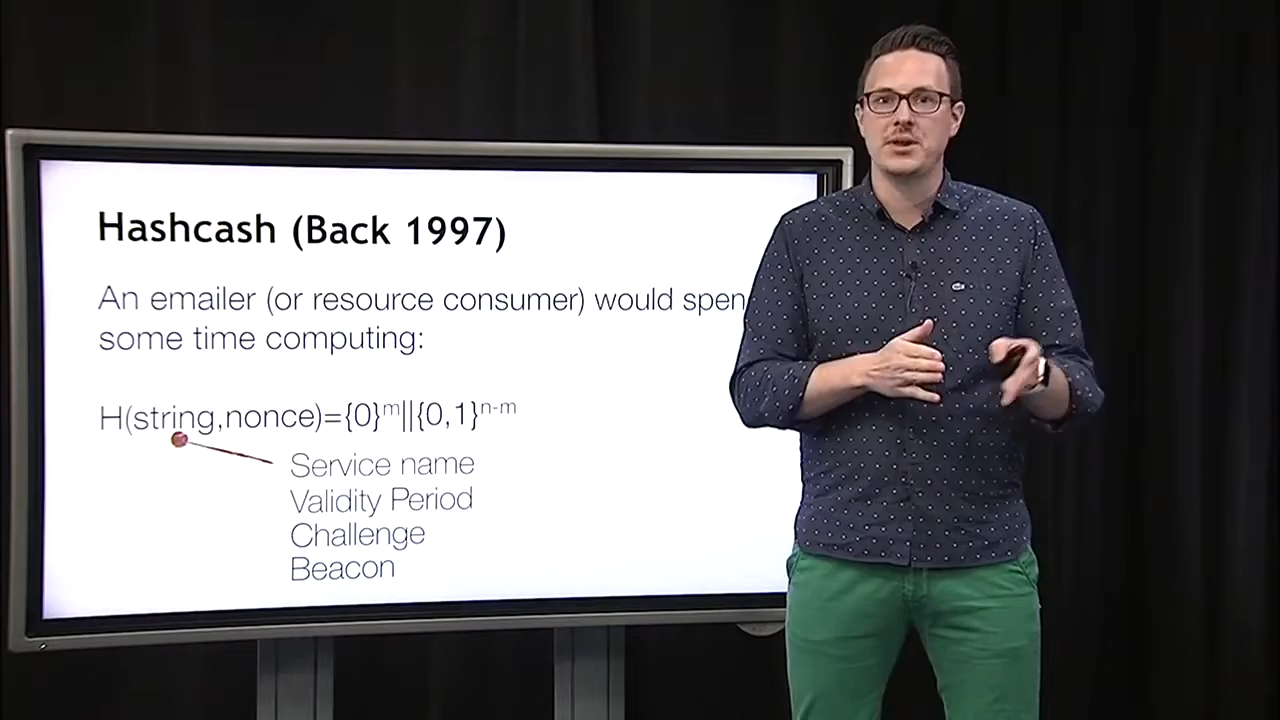 Hashcash (Back 1997)
An emailer (or resource consumer) would spen
some time computing:
H(string,nonce)={0}ᵐ||{0,1}ⁿ⁻ᵐ
Service name
Validity Period
Challenge
Beacon